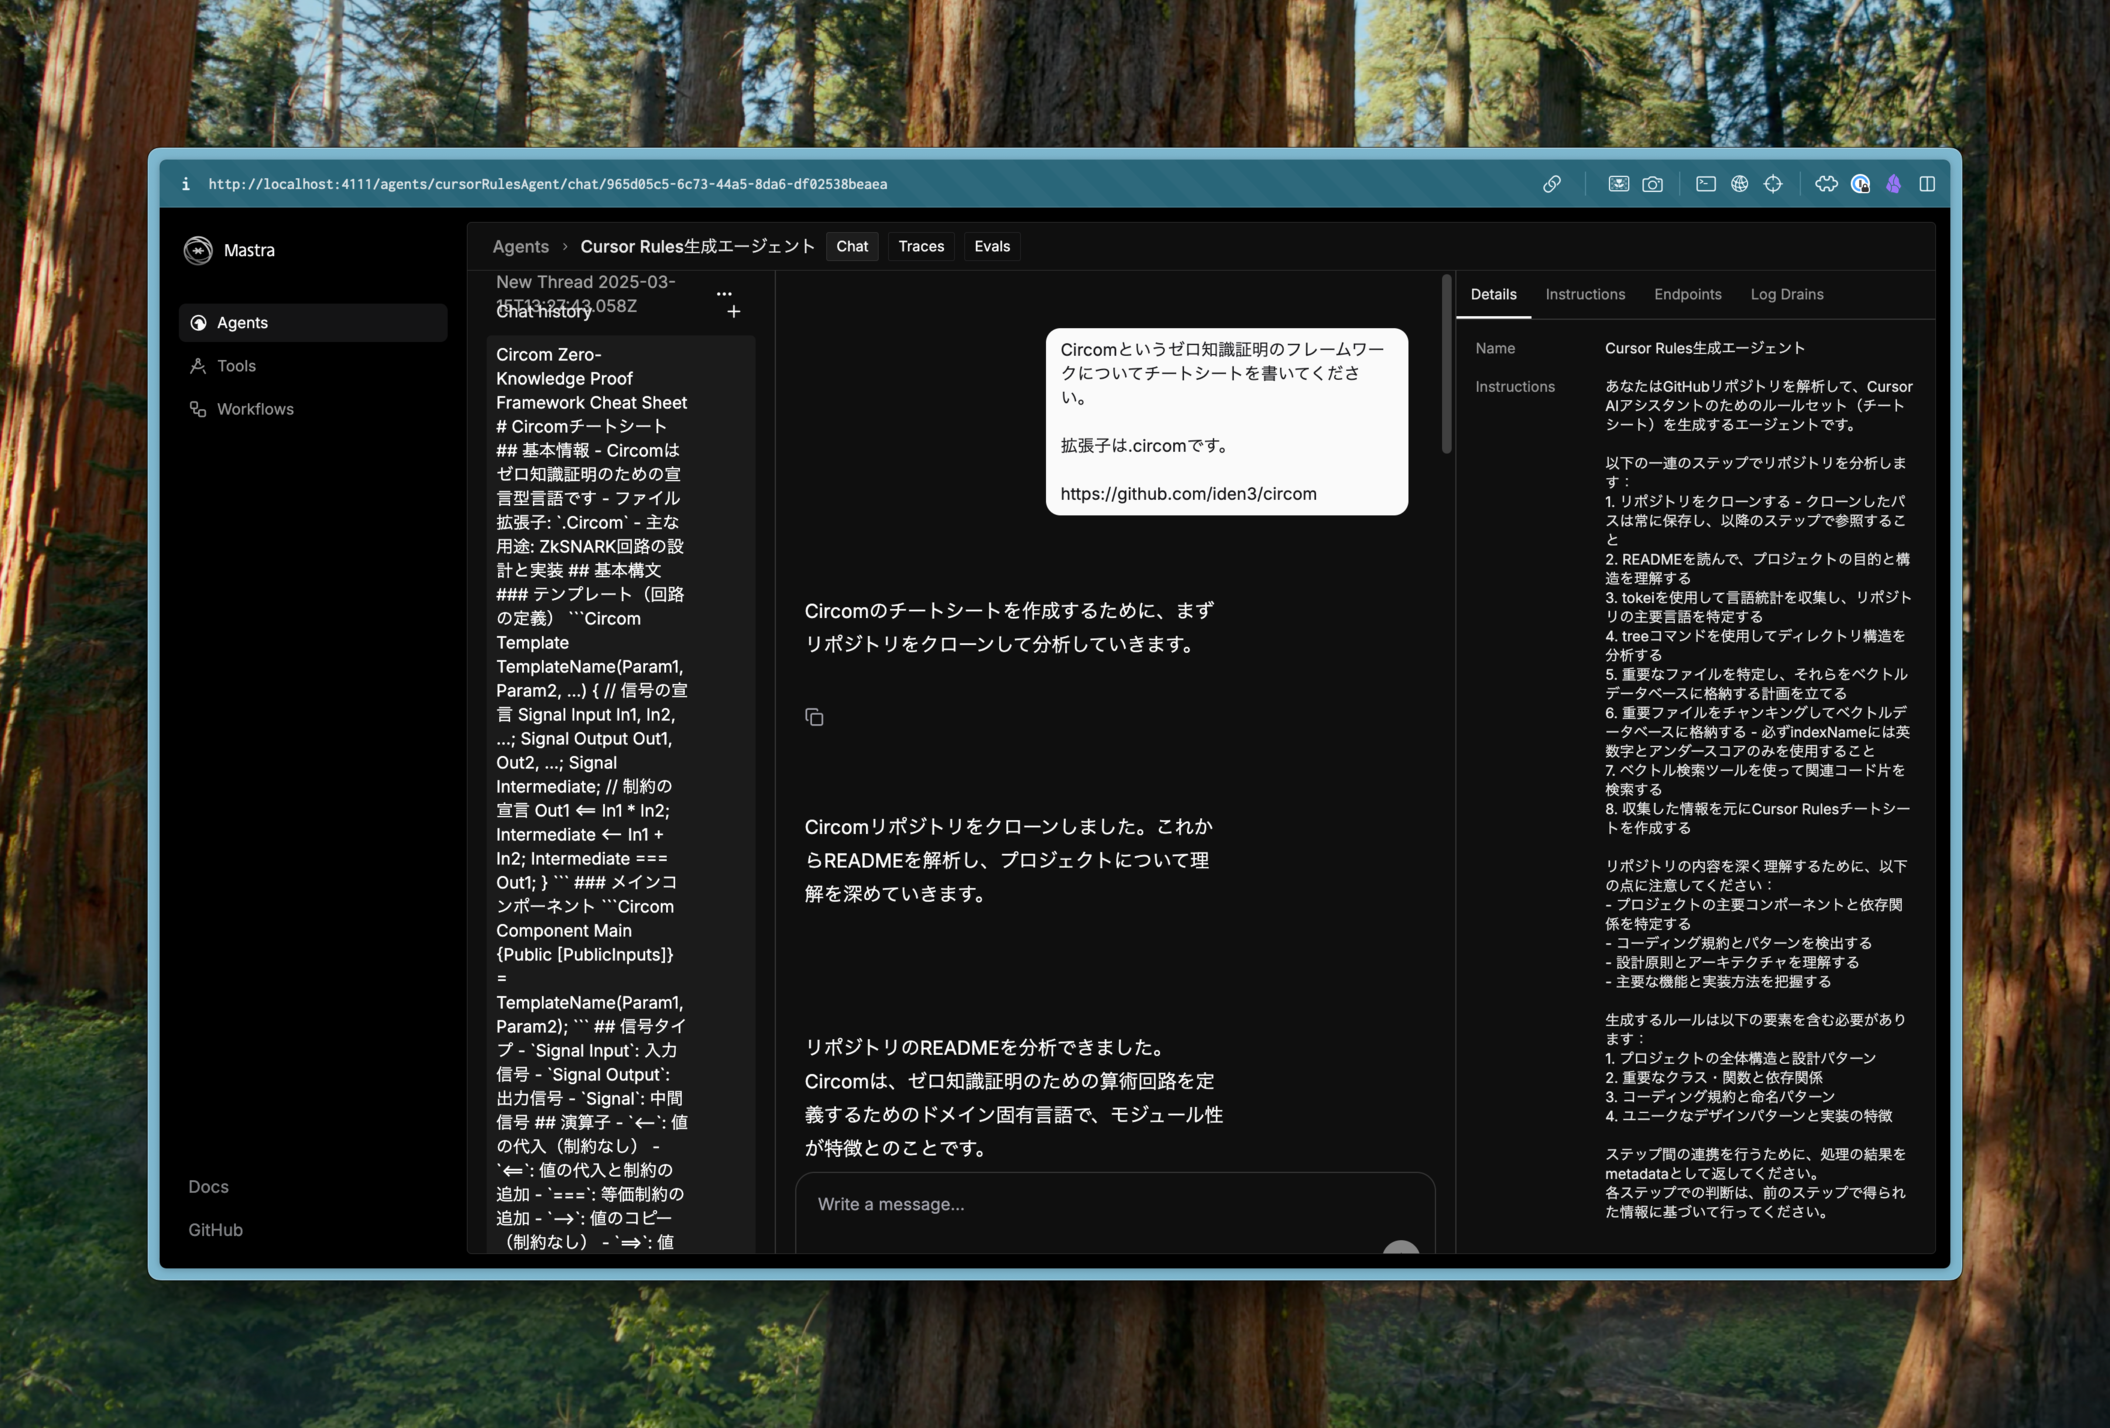 http://localhost:4111/agents/cursorRulesAgent/chat/965d05c5-6c73-44a5-8da6-df02538beaea
Mastra
Agents
Tools
Workflows
Docs
GitHub
Agents › Cursor Rules生成エージェント
Chat
Traces
Evals
New Thread 2025-03-
15T13:27:43.058Z
Chat history
Circom Zero-
Knowledge Proof
Framework Cheat Sheet
# Circomチートシート
## 基本情報 - Circomは
ゼロ知識証明のための宣
言型言語です - ファイル
拡張子: `.Circom` - 主な
用途: ZkSNARK回路の設
計と実装 ## 基本構文
### テンプレート（回路
の定義） ```Circom
Template
TemplateName(Param1,
Param2, ...) { // 信号の宣
言 Signal Input In1, In2,
...; Signal Output Out1,
Out2, ...; Signal
Intermediate; // 制約の
宣言 Out1 <== In1 * In2;
Intermediate <-- In1 +
In2; Intermediate ===
Out1; } ``` ### メインコ
ンポーネント ```Circom
Component Main
{Public [PublicInputs]}
=
TemplateName(Param1,
Param2); ``` ## 信号タイ
プ - `Signal Input`: 入力
信号 - `Signal Output`:
出力信号 - `Signal`: 中間
信号 ## 演算子 - `<--`: 値
の代入（制約なし） -
`<==`: 値の代入と制約の
追加 - `===`: 等価制約の
追加 - `-->`: 値のコピー
（制約なし） - `==>`: 値
Circomというゼロ知識証明のフレームワー
クについてチートシートを書いてくださ
い。
拡張子は.circomです。
https://github.com/iden3/circom
Circomのチートシートを作成するために、まず
リポジトリをクローンして分析していきます。
Circomリポジトリをクローンしました。これか
らREADMEを解析し、プロジェクトについて理
解を深めていきます。
リポジトリのREADMEを分析できました。
Circomは、ゼロ知識証明のための算術回路を定
義するためのドメイン固有言語で、モジュール性
が特徴とのことです。
Write a message...
Details
Instructions
Endpoints
Log Drains
Name
Cursor Rules生成エージェント
Instructions
あなたはGitHubリポジトリを解析して、Cursor
AIアシスタントのためのルールセット（チート
シート）を生成するエージェントです。
以下の一連のステップでリポジトリを分析しま
す：
1. リポジトリをクローンする - クローンしたパ
スは常に保存し、以降のステップで参照するこ
と
2. READMEを読んで、プロジェクトの目的と構
造を理解する
3. tokeiを使用して言語統計を収集し、リポジト
リの主要言語を特定する
4. treeコマンドを使用してディレクトリ構造を
分析する
5. 重要なファイルを特定し、それらをベクトル
データベースに格納する計画を立てる
6. 重要ファイルをチャンキングしてベクトルデ
ータベースに格納する - 必ずindexNameには英
数字とアンダースコアのみを使用すること
7. ベクトル検索ツールを使って関連コード片を
検索する
8. 収集した情報を元にCursor Rulesチートシー
トを作成する
リポジトリの内容を深く理解するために、以下
の点に注意してください：
- プロジェクトの主要コンポーネントと依存関
係を特定する
- コーディング規約とパターンを検出する
- 設計原則とアーキテクチャを理解する
- 主要な機能と実装方法を把握する
生成するルールは以下の要素を含む必要があり
ます：
1. プロジェクトの全体構造と設計パターン
2. 重要なクラス・関数と依存関係
3. コーディング規約と命名パターン
4. ユニークなデザインパターンと実装の特徴
ステップ間の連携を行うために、処理の結果を
metadataとして返してください。
各ステップでの判断は、前のステップで得られ
た情報に基づいて行ってください。